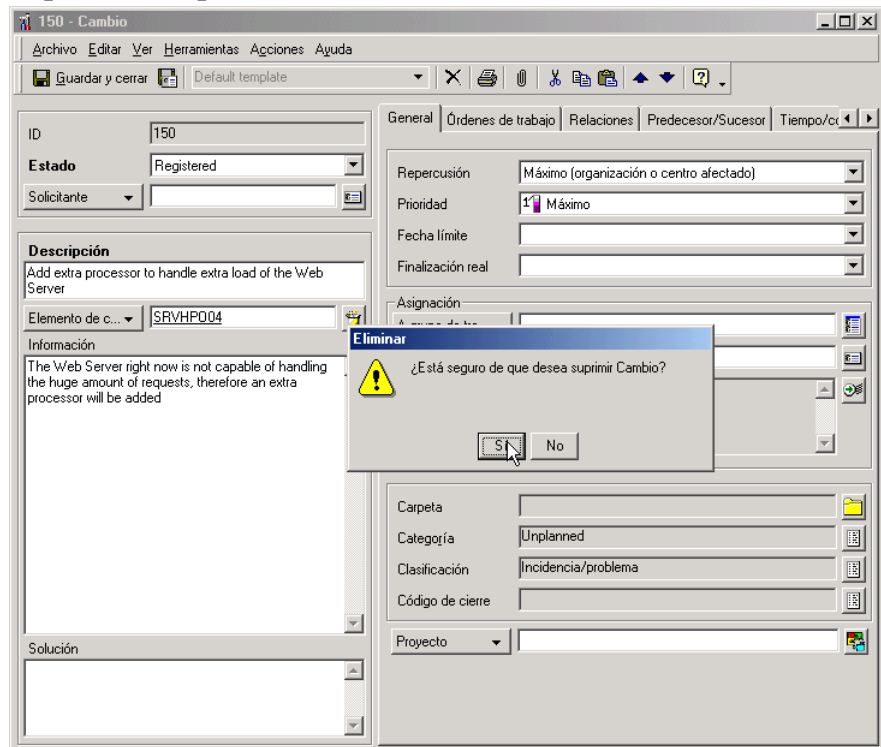 150 - Cambio
Archivo Editar Ver Herramientas Acciones Ayuda
Guardar y cerrar Default template
ID 150
Estado Registered
Solicitante
Descripción
Add extra processor to handle extra load of the Web
Server
Elemento de c... SRVHP004
Información
The Web Server right now is not capable of handling
the huge amount of requests, therefore an extra
processor will be added
Solución
General Órdenes de trabajo Relaciones Predecesor/Sucesor
Repercusión Máximo (organización o centro afectado)
Prioridad 1 Máximo
Fecha límite
Finalización real
Asignación
Eliminar
¿Está seguro de que desea suprimir Cambio?
Sí No
Carpeta
Categoría Unplanned
Clasificación Incidencia/problema
Código de cierre
Proyecto